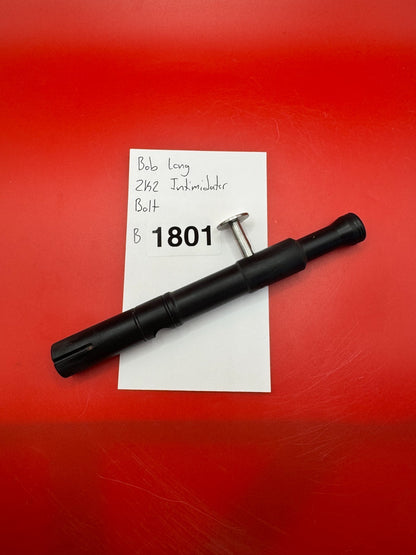 Bob Long
2K2 Intimidator
Bolt
B 1801